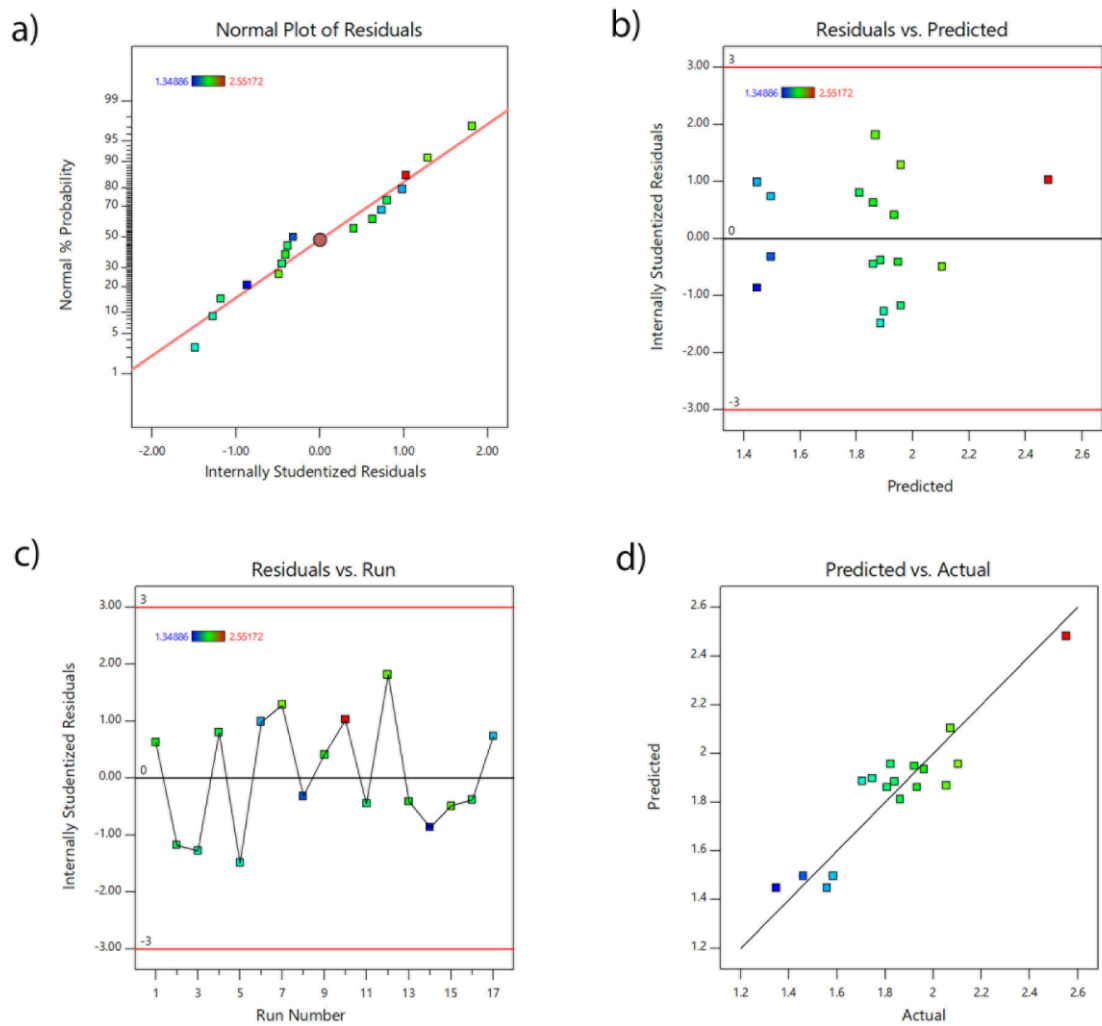 a)
Normal Plot of Residuals
1.34886 2.55172
99
95
90
80
70
50
30
20
10
5
1
Normal % Probability
-2.00 -1.00 0.00 1.00 2.00
Internally Studentized Residuals
b)
Residuals vs. Predicted
3.00 3
1.34886 2.55172
2.00
1.00
0.00 0
-1.00
-2.00
-3.00 -3
Internally Studentized Residuals
1.4 1.6 1.8 2 2.2 2.4 2.6
Predicted
c)
Residuals vs. Run
3.00 3
1.34886 2.55172
2.00
1.00
0.00 0
-1.00
-2.00
-3.00 -3
Internally Studentized Residuals
1 3 5 7 9 11 13 15 17
Run Number
d)
Predicted vs. Actual
2.6
2.4
2.2
2
1.8
1.6
1.4
1.2
Predicted
1.2 1.4 1.6 1.8 2 2.2 2.4 2.6
Actual